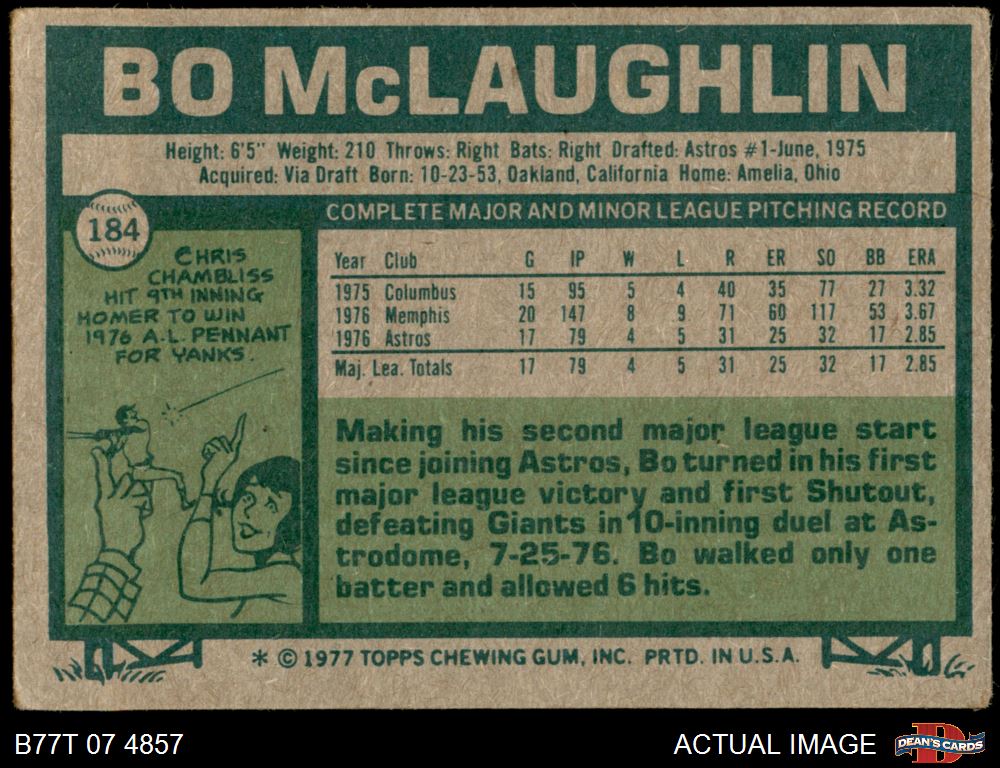 BO McLAUGHLIN
Height: 6'5" Weight: 210 Throws: Right Bats: Right Drafted: Astros #1-June, 1975
Acquired: Via Draft Born: 10-23-53, Oakland, California Home: Amelia, Ohio
184
CHRIS
CHAMBLISS
HIT 9TH INNING
HOMER TO WIN
1976 A.L. PENNANT
FOR YANKS.
COMPLETE MAJOR AND MINOR LEAGUE PITCHING RECORD
Year Club G IP W L R ER SO BB ERA
1975 Columbus 15 95 5 4 40 35 77 27 3.32
1976 Memphis 20 147 8 9 71 60 117 53 3.67
1976 Astros 17 79 4 5 31 25 32 17 2.85
Maj. Lea. Totals 17 79 4 5 31 25 32 17 2.85
Making his second major league start
since joining Astros, Bo turned in his first
major league victory and first Shutout,
defeating Giants in 10-inning duel at As-
trodome, 7-25-76. Bo walked only one
batter and allowed 6 hits.
* © 1977 TOPPS CHEWING GUM, INC. PRTD. IN U.S.A.
B77T 07 4857
ACTUAL IMAGE
D
DEAN'S CARDS